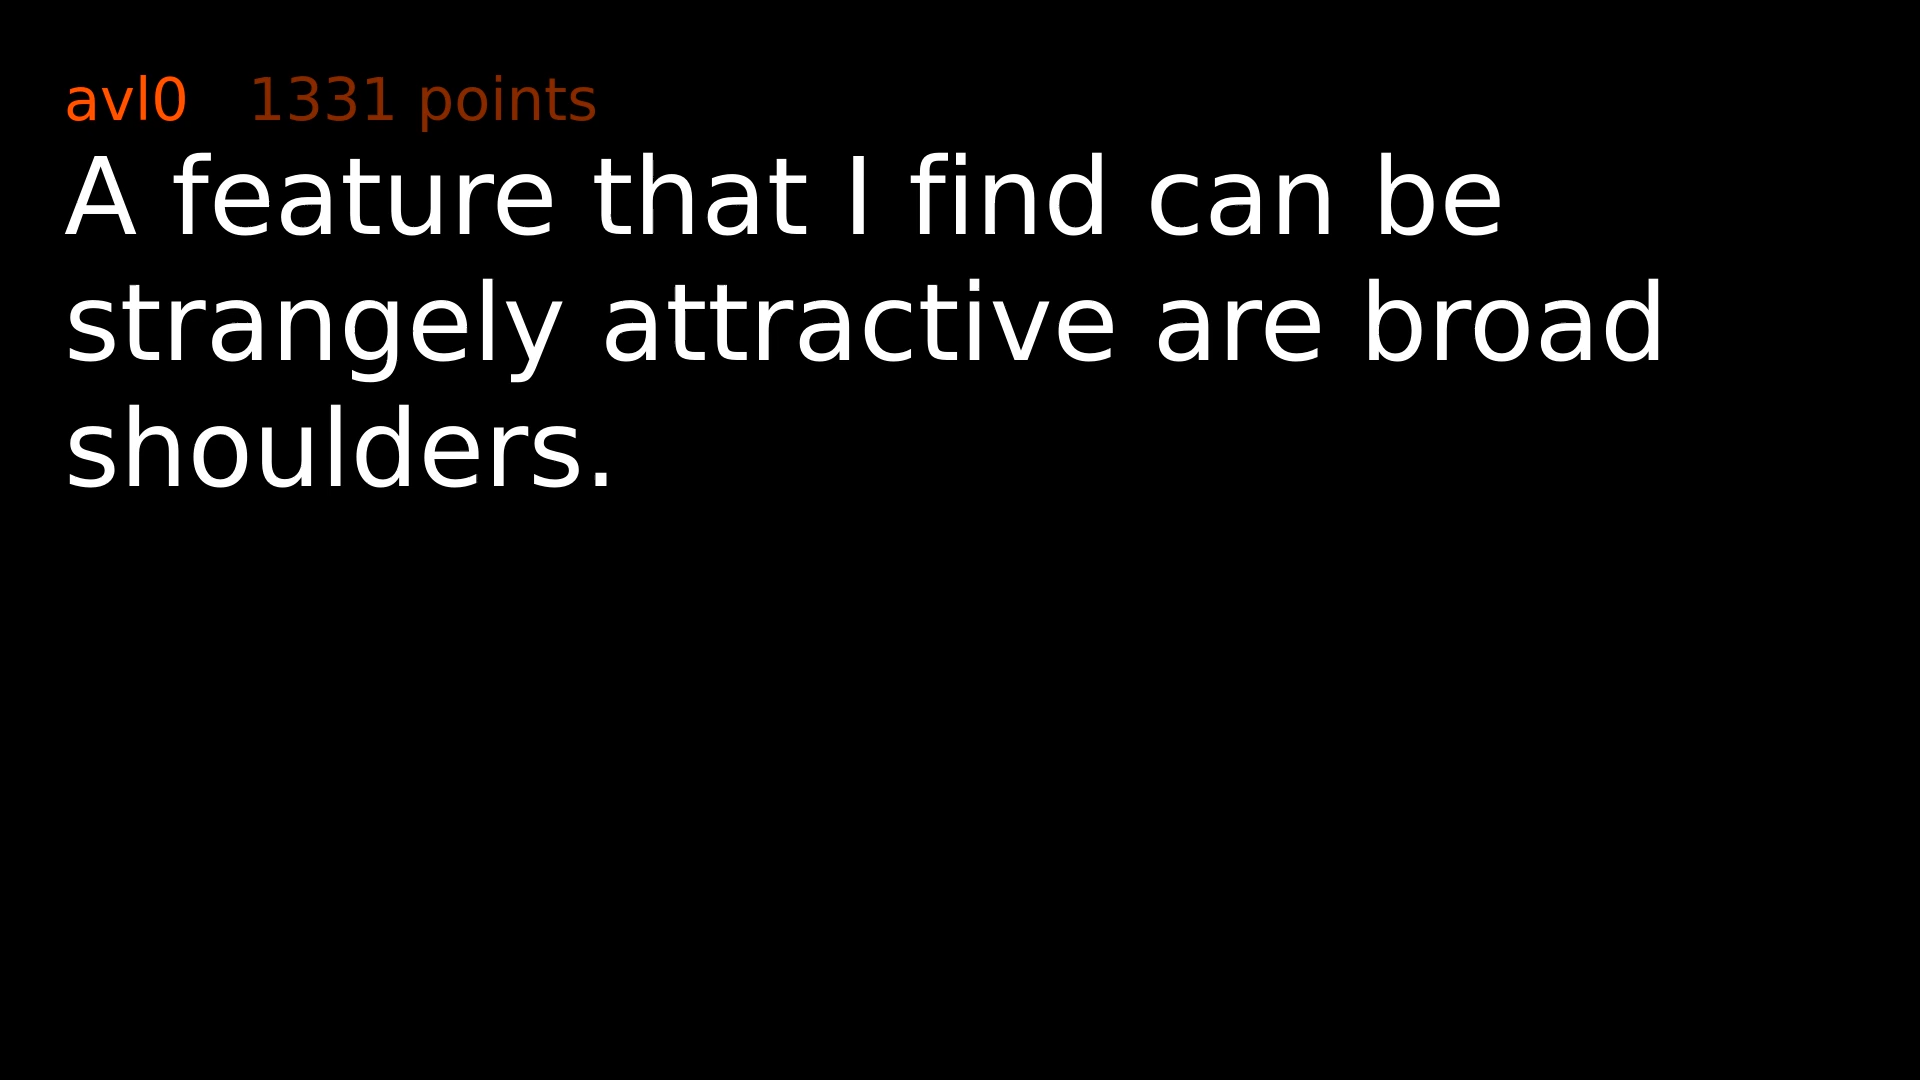 avl0 1331 points
A feature that I find can be
strangely attractive are broad
shoulders.